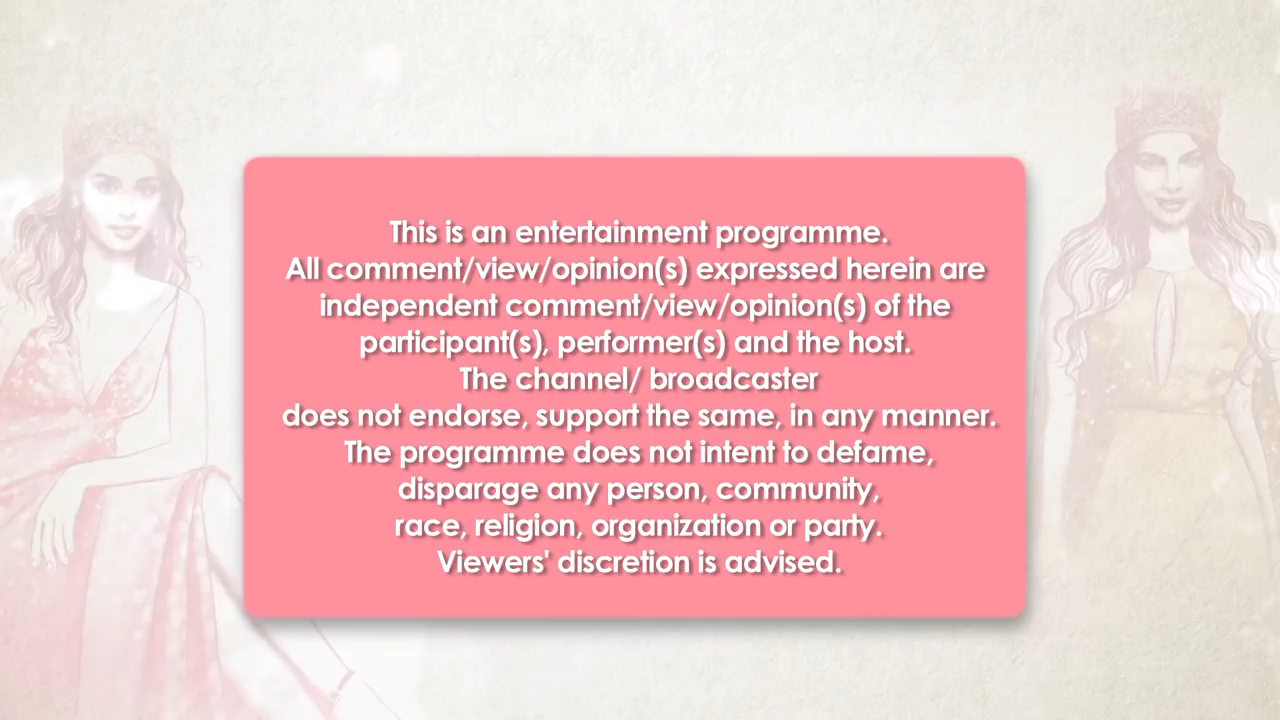 This is an entertainment programme.
All comment/view/opinion(s) expressed herein are
independent comment/view/opinion(s) of the
participant(s), performer(s) and the host.
The channel/ broadcaster
does not endorse, support the same, in any manner.
The programme does not intent to defame,
disparage any person, community,
race, religion, organization or party.
Viewers' discretion is advised.